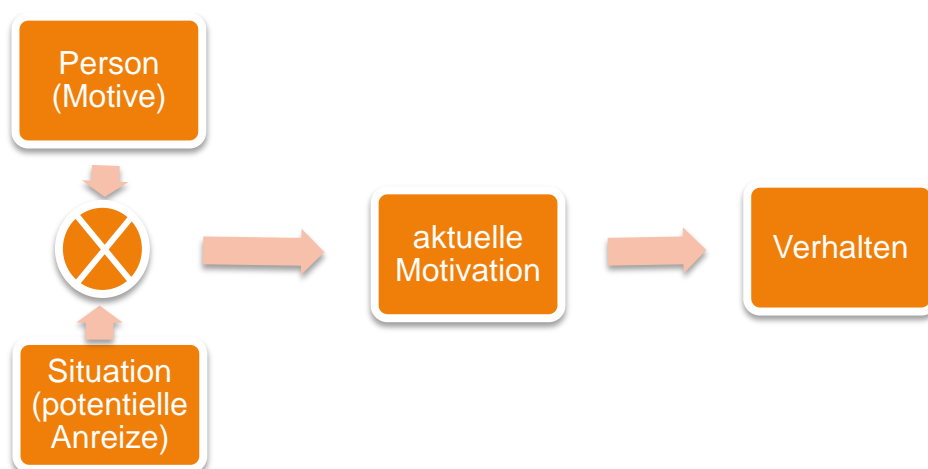 Person
(Motive)
aktuelle
Motivation
Verhalten
Situation
(potentielle
Anreize)